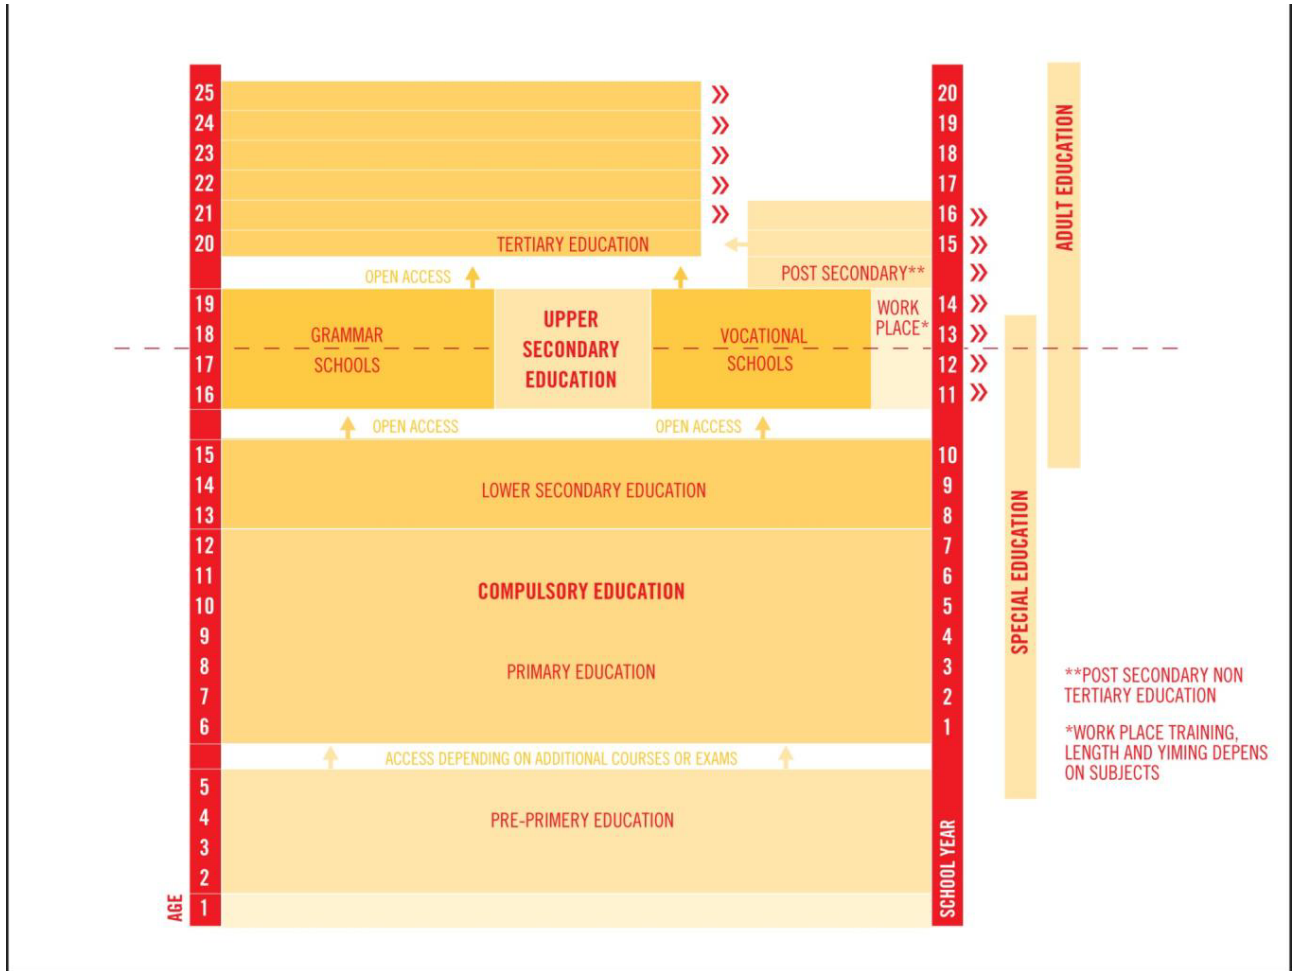 25 » 20
24 » 19
23 » 18
22 » 17
21 » 16 »
20 TERTIARY EDUCATION 15 »
OPEN ACCESS POST SECONDARY** »
19 14 »
18 13 »
17 12 »
16 11 »
GRAMMAR
SCHOOLS
UPPER
SECONDARY
EDUCATION
VOCATIONAL
SCHOOLS
WORK
PLACE*
OPEN ACCESS OPEN ACCESS
15 10
14 LOWER SECONDARY EDUCATION 9
13 8
12 7
11 6
COMPULSORY EDUCATION
10 5
9 4
8 PRIMARY EDUCATION 3
7 2
6 1
ACCESS DEPENDING ON ADDITIONAL COURSES OR EXAMS
5
4 PRE-PRIMERY EDUCATION
3
2
1
AGE
SCHOOL YEAR
SPECIAL EDUCATION
ADULT EDUCATION
**POST SECONDARY NON
TERTIARY EDUCATION
*WORK PLACE TRAINING,
LENGTH AND YIMING DEPENS
ON SUBJECTS